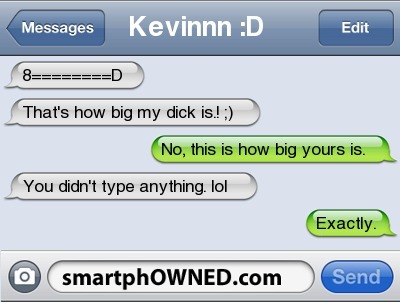 Messages
Kevinnn :D
Edit
8========D
That's how big my dick is.! ;)
No, this is how big yours is.
You didn't type anything. lol
Exactly.
smartphOWNED.com
Send